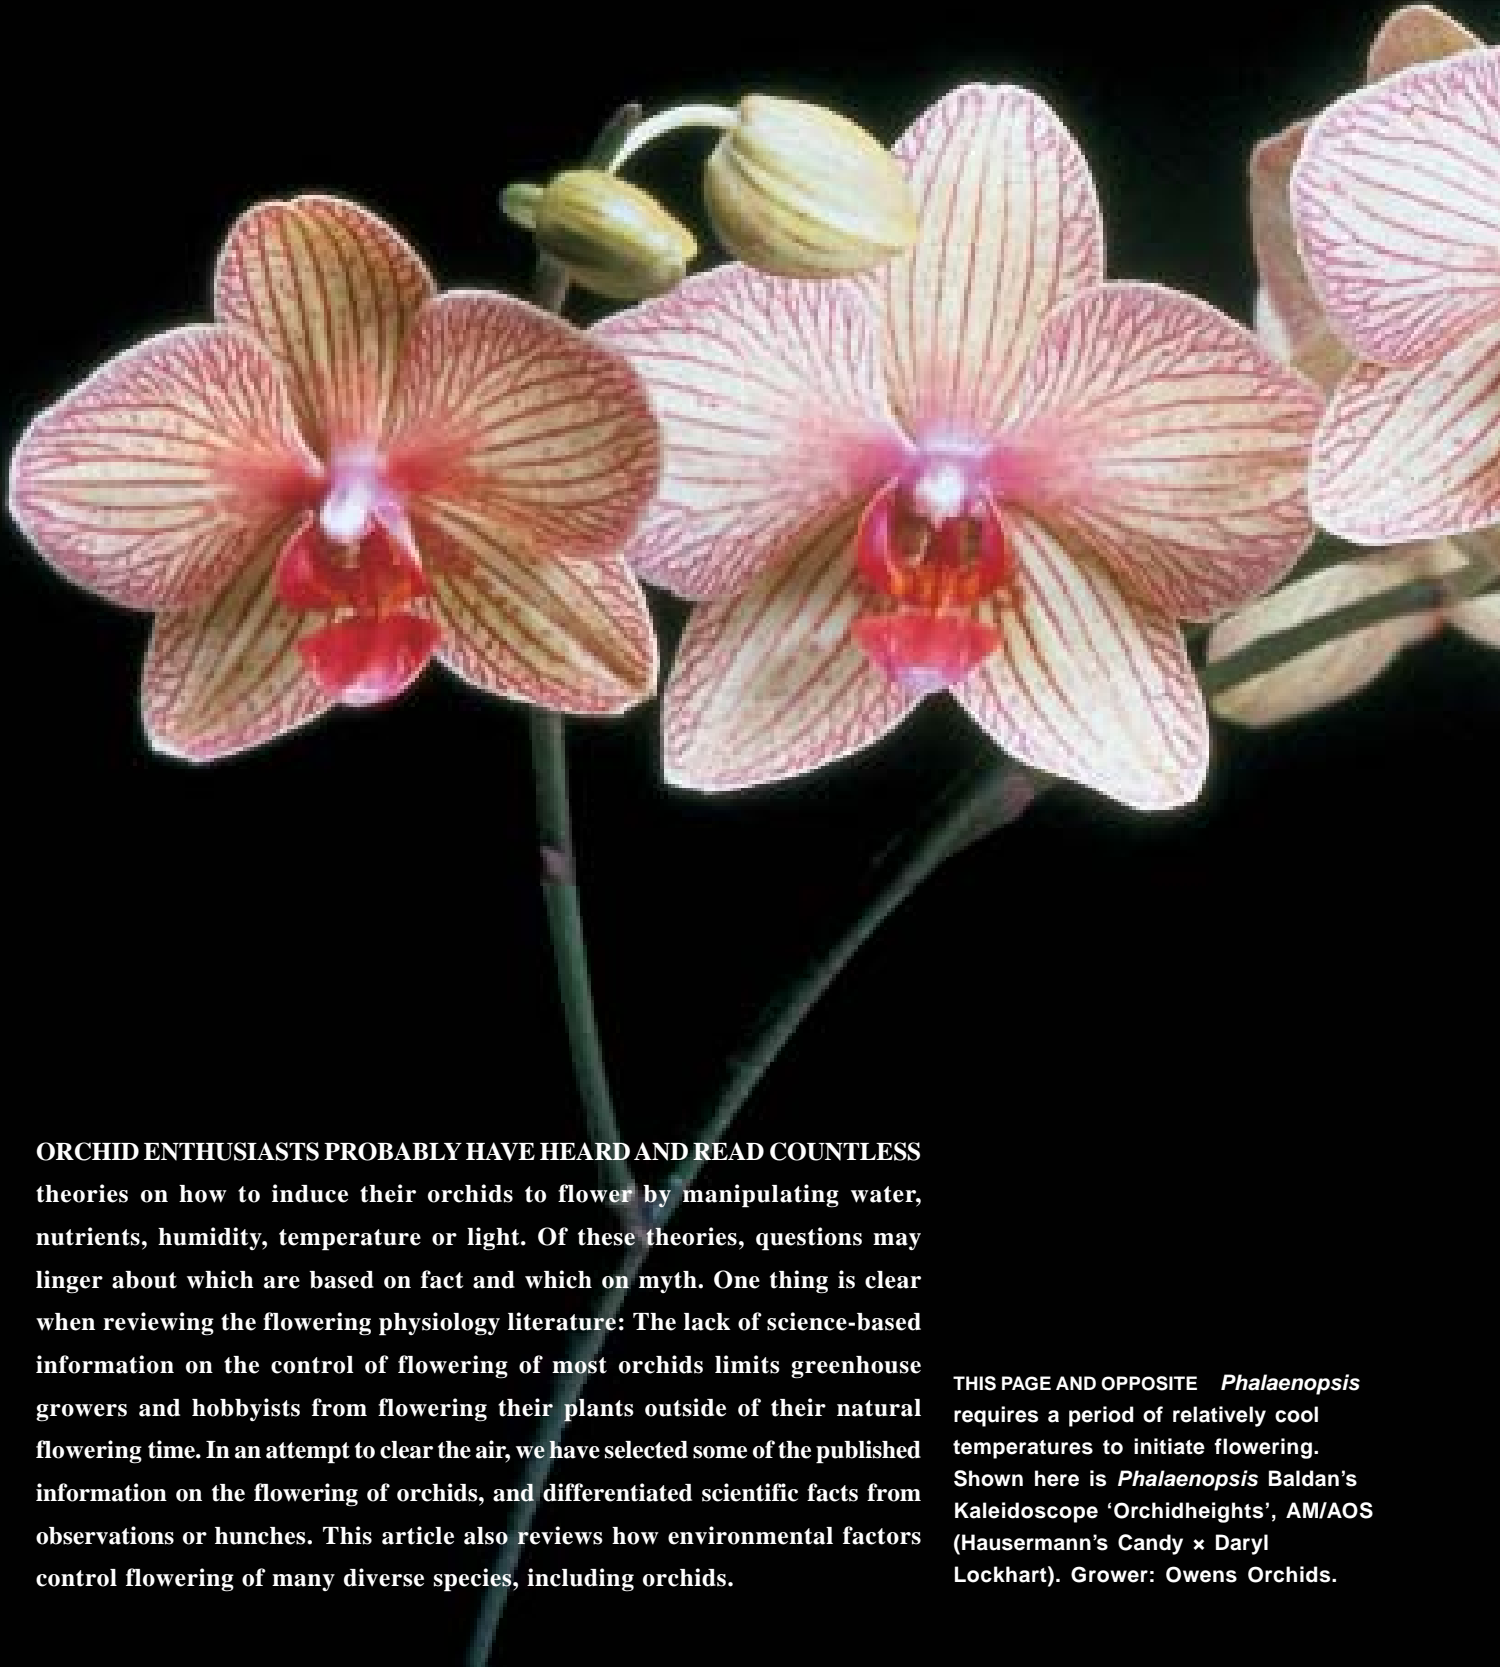 ORCHID ENTHUSIASTS PROBABLY HAVE HEARD AND READ COUNTLESS
theories on how to induce their orchids to flower by manipulating water,
nutrients, humidity, temperature or light. Of these theories, questions may
linger about which are based on fact and which on myth. One thing is clear
when reviewing the flowering physiology literature: The lack of science-based
information on the control of flowering of most orchids limits greenhouse
growers and hobbyists from flowering their plants outside of their natural
flowering time. In an attempt to clear the air, we have selected some of the published
information on the flowering of orchids, and differentiated scientific facts from
observations or hunches. This article also reviews how environmental factors
control flowering of many diverse species, including orchids.
THIS PAGE AND OPPOSITE Phalaenopsis
requires a period of relatively cool
temperatures to initiate flowering.
Shown here is Phalaenopsis Baldan’s
Kaleidoscope ‘Orchidheights’, AM/AOS
(Hausermann’s Candy × Daryl
Lockhart). Grower: Owens Orchids.